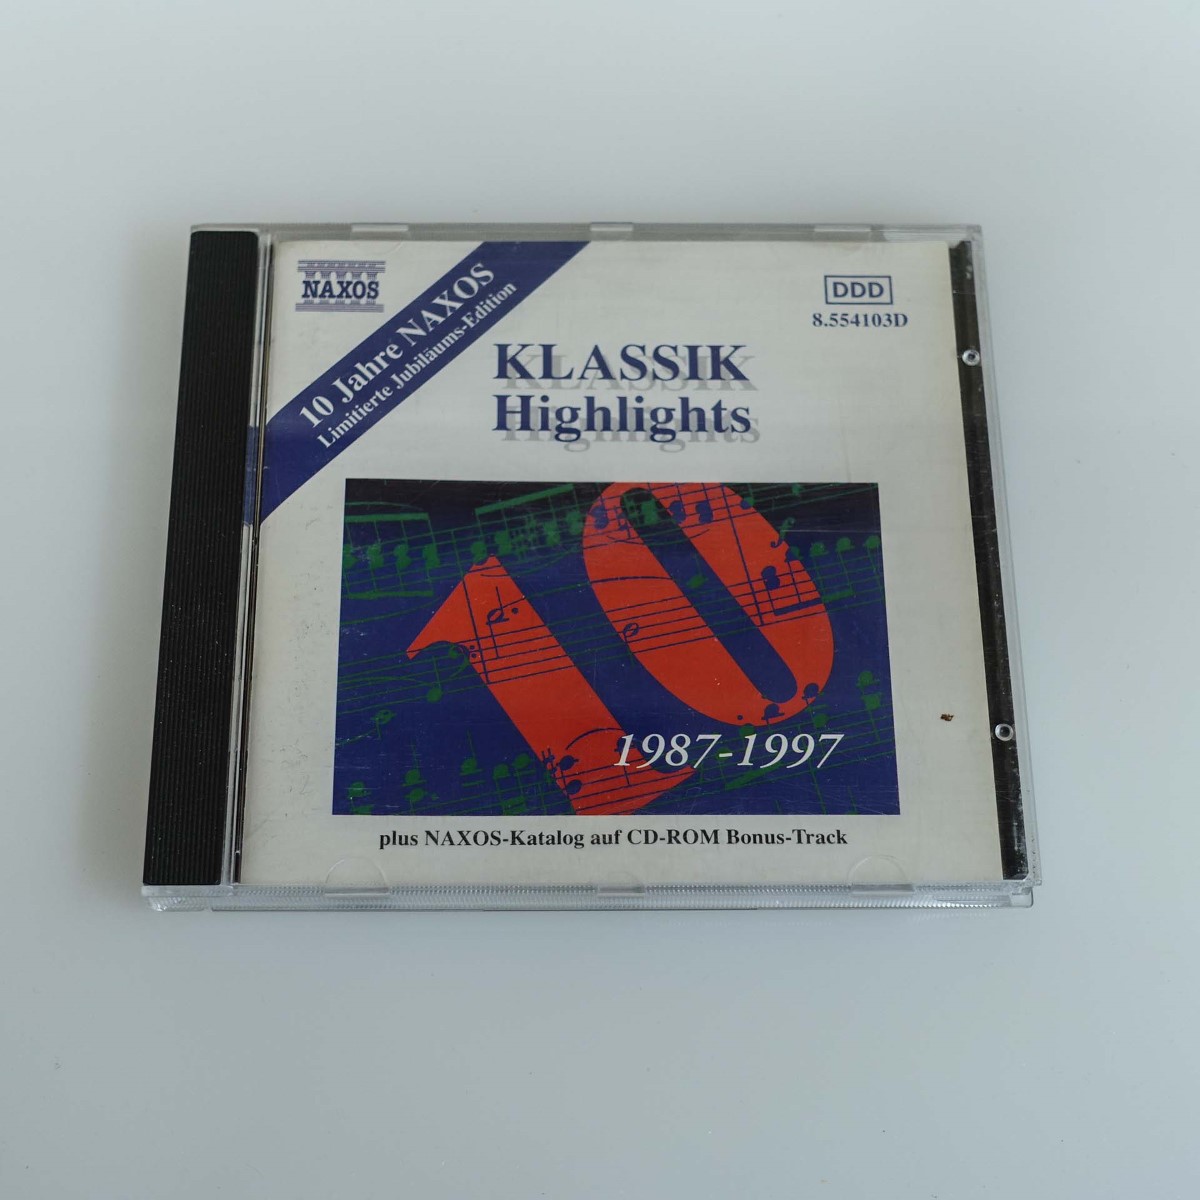 NAXOS
10 Jahre NAXOS
Limitierte Jubiläums-Edition
DDD
8.554103D
KLASSIK
Highlights
10
1987-1997
plus NAXOS-Katalog auf CD-ROM Bonus-Track